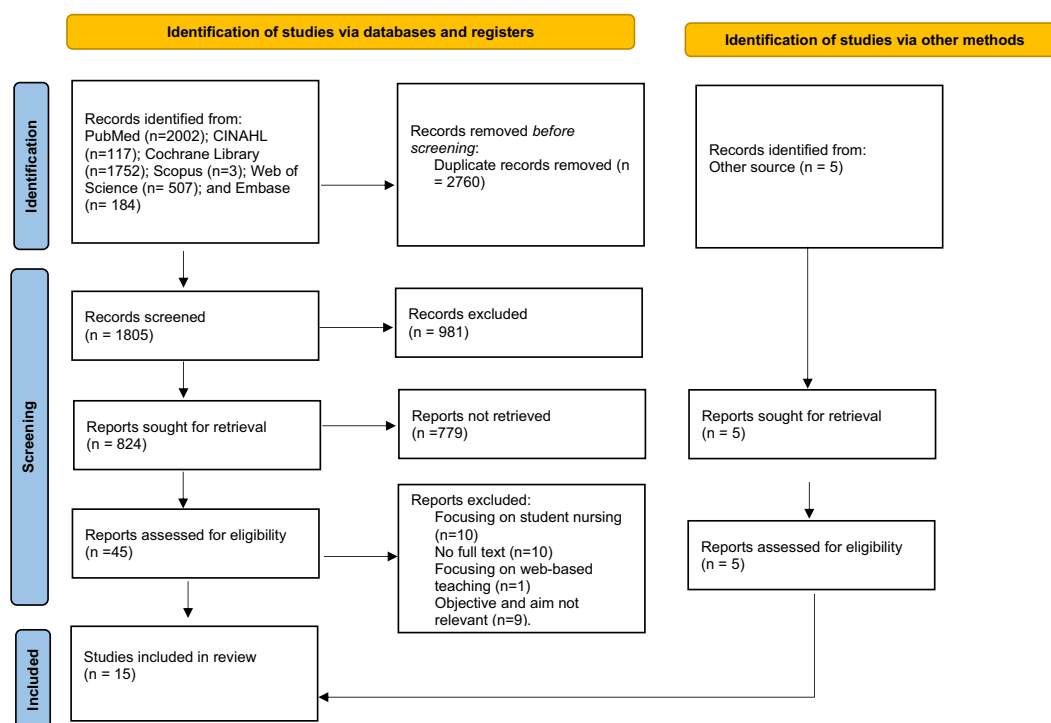 Identification of studies via databases and registers
Identification of studies via other methods
Identification
Records identified from:
PubMed (n=2002); CINAHL
(n=117); Cochrane Library
(n=1752); Scopus (n=3); Web of
Science (n= 507); and Embase
(n= 184)
Records removed before
screening:
Duplicate records removed (n
= 2760)
Records identified from:
Other source (n = 5)
Screening
Records screened
(n = 1805)
Records excluded
(n = 981)
Reports sought for retrieval
(n = 824)
Reports not retrieved
(n =779)
Reports sought for retrieval
(n = 5)
Reports assessed for eligibility
(n =45)
Reports excluded:
Focusing on student nursing
(n=10)
No full text (n=10)
Focusing on web-based
teaching (n=1)
Objective and aim not
relevant (n=9).
Reports assessed for eligibility
(n = 5)
Included
Studies included in review
(n = 15)